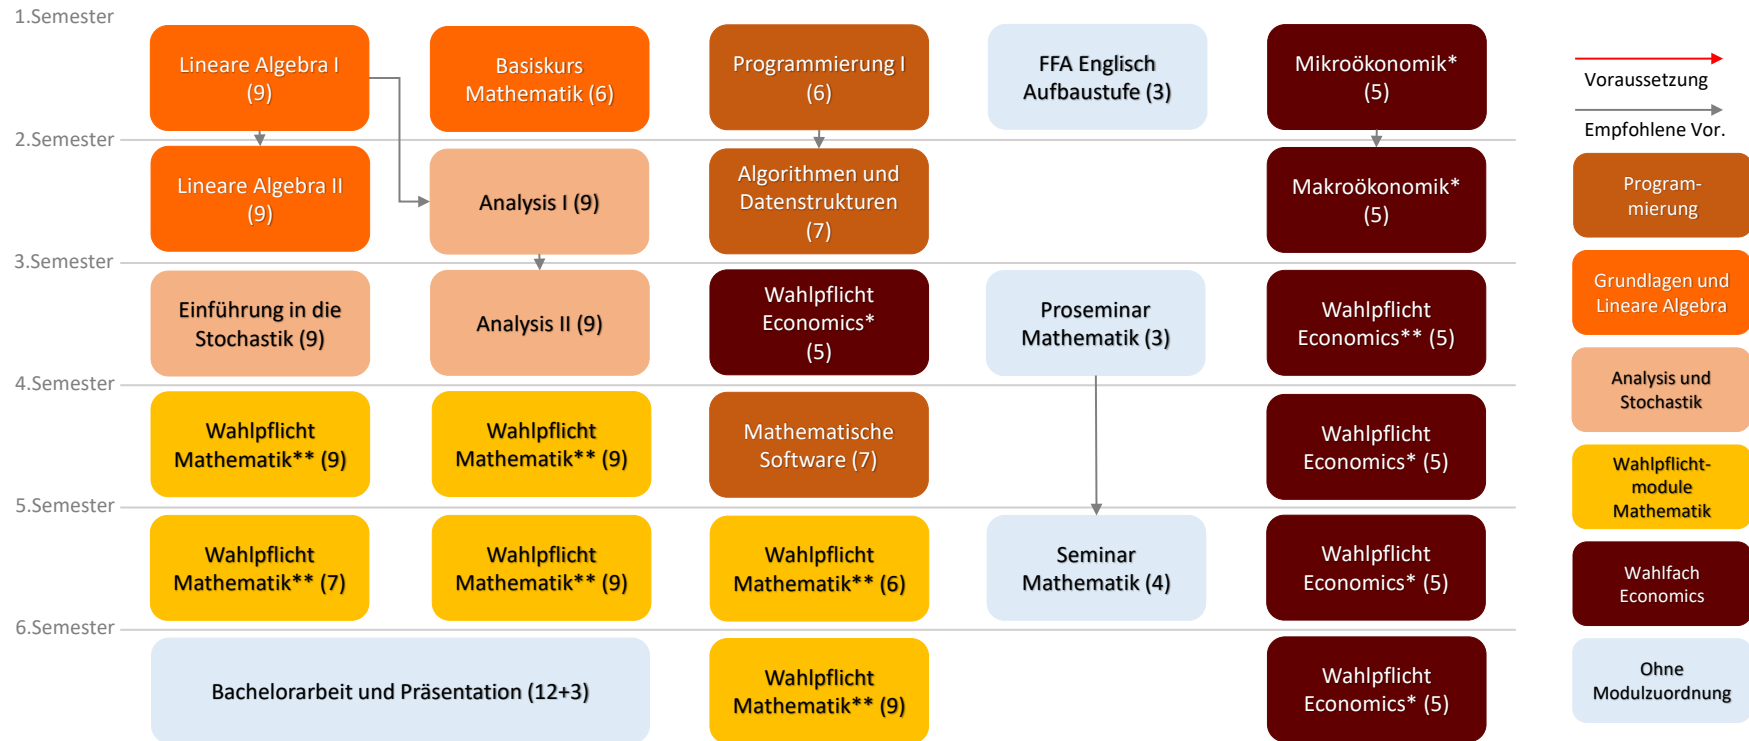 1.Semester
Lineare Algebra I
(9)
Basiskurs
Mathematik (6)
Programmierung I
(6)
FFA Englisch
Aufbaustufe (3)
Mikroökonomik*
(5)
Voraussetzung
Empfohlene Vor.
2.Semester
Lineare Algebra II
(9)
Analysis I (9)
Algorithmen und
Datenstrukturen
(7)
Makroökonomik*
(5)
Program-
mierung
3.Semester
Einführung in die
Stochastik (9)
Analysis II (9)
Wahlpflicht
Economics*
(5)
Proseminar
Mathematik (3)
Wahlpflicht
Economics** (5)
Grundlagen und
Lineare Algebra
4.Semester
Wahlpflicht
Mathematik** (9)
Wahlpflicht
Mathematik** (9)
Mathematische
Software (7)
Wahlpflicht
Economics* (5)
Analysis und
Stochastik
Wahlpflicht-
module
Mathematik
5.Semester
Wahlpflicht
Mathematik** (7)
Wahlpflicht
Mathematik** (9)
Wahlpflicht
Mathematik** (6)
Seminar
Mathematik (4)
Wahlpflicht
Economics* (5)
Wahlfach
Economics
6.Semester
Bachelorarbeit und Präsentation (12+3)
Wahlpflicht
Mathematik** (9)
Wahlpflicht
Economics* (5)
Ohne
Modulzuordnung